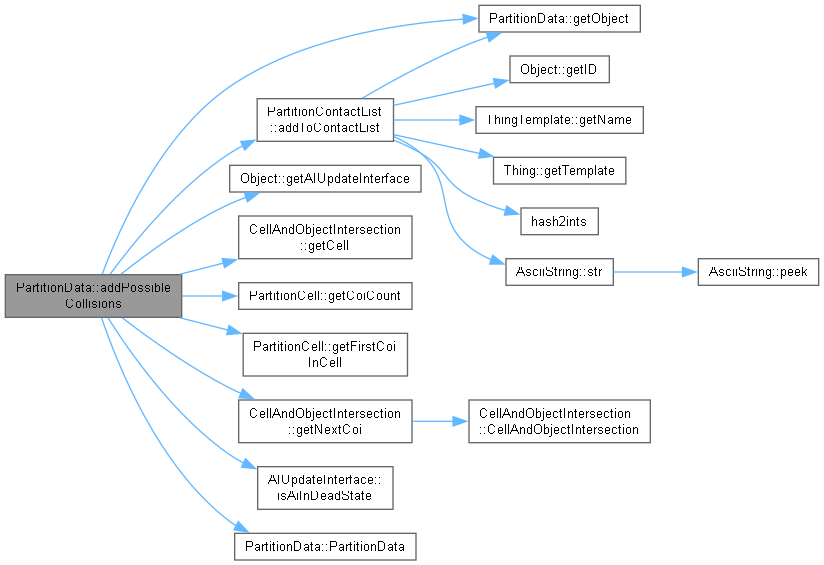 PartitionData::getObject
Object::getID
PartitionContactList
::addToContactList
ThingTemplate::getName
Thing::getTemplate
Object::getAIUpdateInterface
hash2ints
CellAndObjectIntersection
::getCell
AsciiString::str
AsciiString::peek
PartitionData::addPossible
Collisions
PartitionCell::getCoiCount
PartitionCell::getFirstCoi
InCell
CellAndObjectIntersection
::getNextCoi
CellAndObjectIntersection
::CellAndObjectIntersection
AIUpdateInterface::
isAiInDeadState
PartitionData::PartitionData